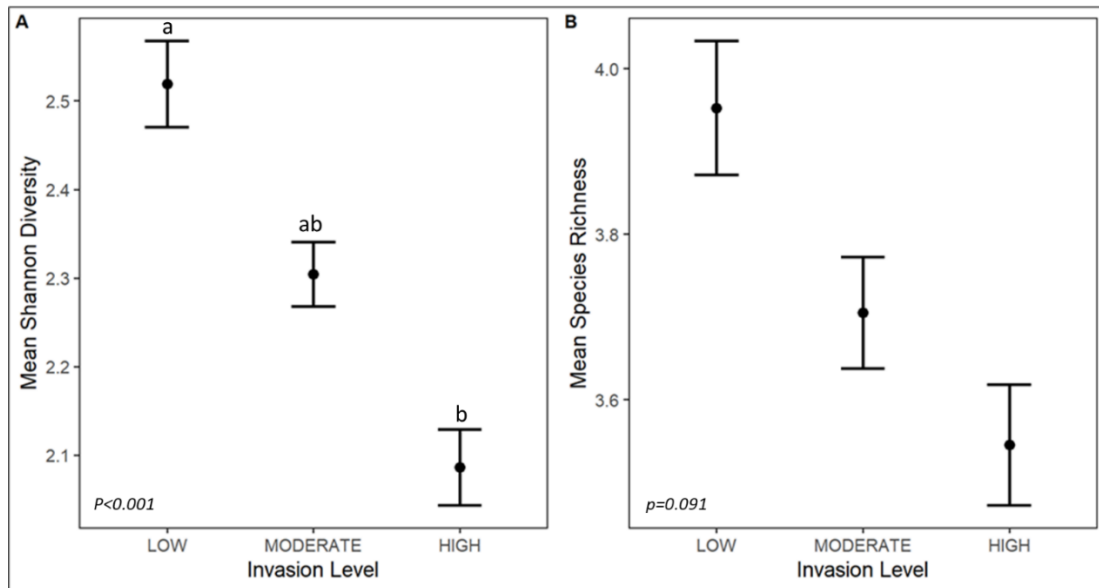 A
a
ab
b
2.5
2.4
2.3
2.2
2.1
Mean Shannon Diversity
P<0.001
LOW MODERATE HIGH
Invasion Level
B
4.0
3.8
3.6
Mean Species Richness
p=0.091
LOW MODERATE HIGH
Invasion Level